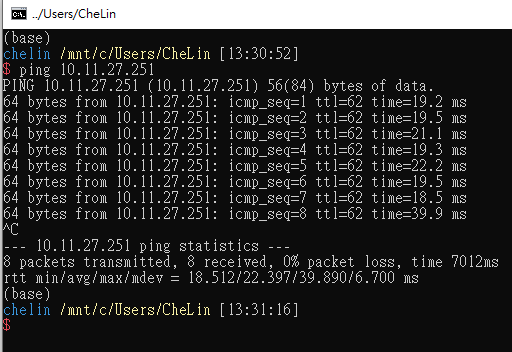 ../Users/CheLin
(base)
chelin /mnt/c/Users/CheLin [13:30:52]
$ ping 10.11.27.251
PING 10.11.27.251 (10.11.27.251) 56(84) bytes of data.
64 bytes from 10.11.27.251: icmp_seq=1 ttl=62 time=19.2 ms
64 bytes from 10.11.27.251: icmp_seq=2 ttl=62 time=19.5 ms
64 bytes from 10.11.27.251: icmp_seq=3 ttl=62 time=21.1 ms
64 bytes from 10.11.27.251: icmp_seq=4 ttl=62 time=19.3 ms
64 bytes from 10.11.27.251: icmp_seq=5 ttl=62 time=22.2 ms
64 bytes from 10.11.27.251: icmp_seq=6 ttl=62 time=19.5 ms
64 bytes from 10.11.27.251: icmp_seq=7 ttl=62 time=18.5 ms
64 bytes from 10.11.27.251: icmp_seq=8 ttl=62 time=39.9 ms
^C
--- 10.11.27.251 ping statistics ---
8 packets transmitted, 8 received, 0% packet loss, time 7012ms
rtt min/avg/max/mdev = 18.512/22.397/39.890/6.700 ms
(base)
chelin /mnt/c/Users/CheLin [13:31:16]
$